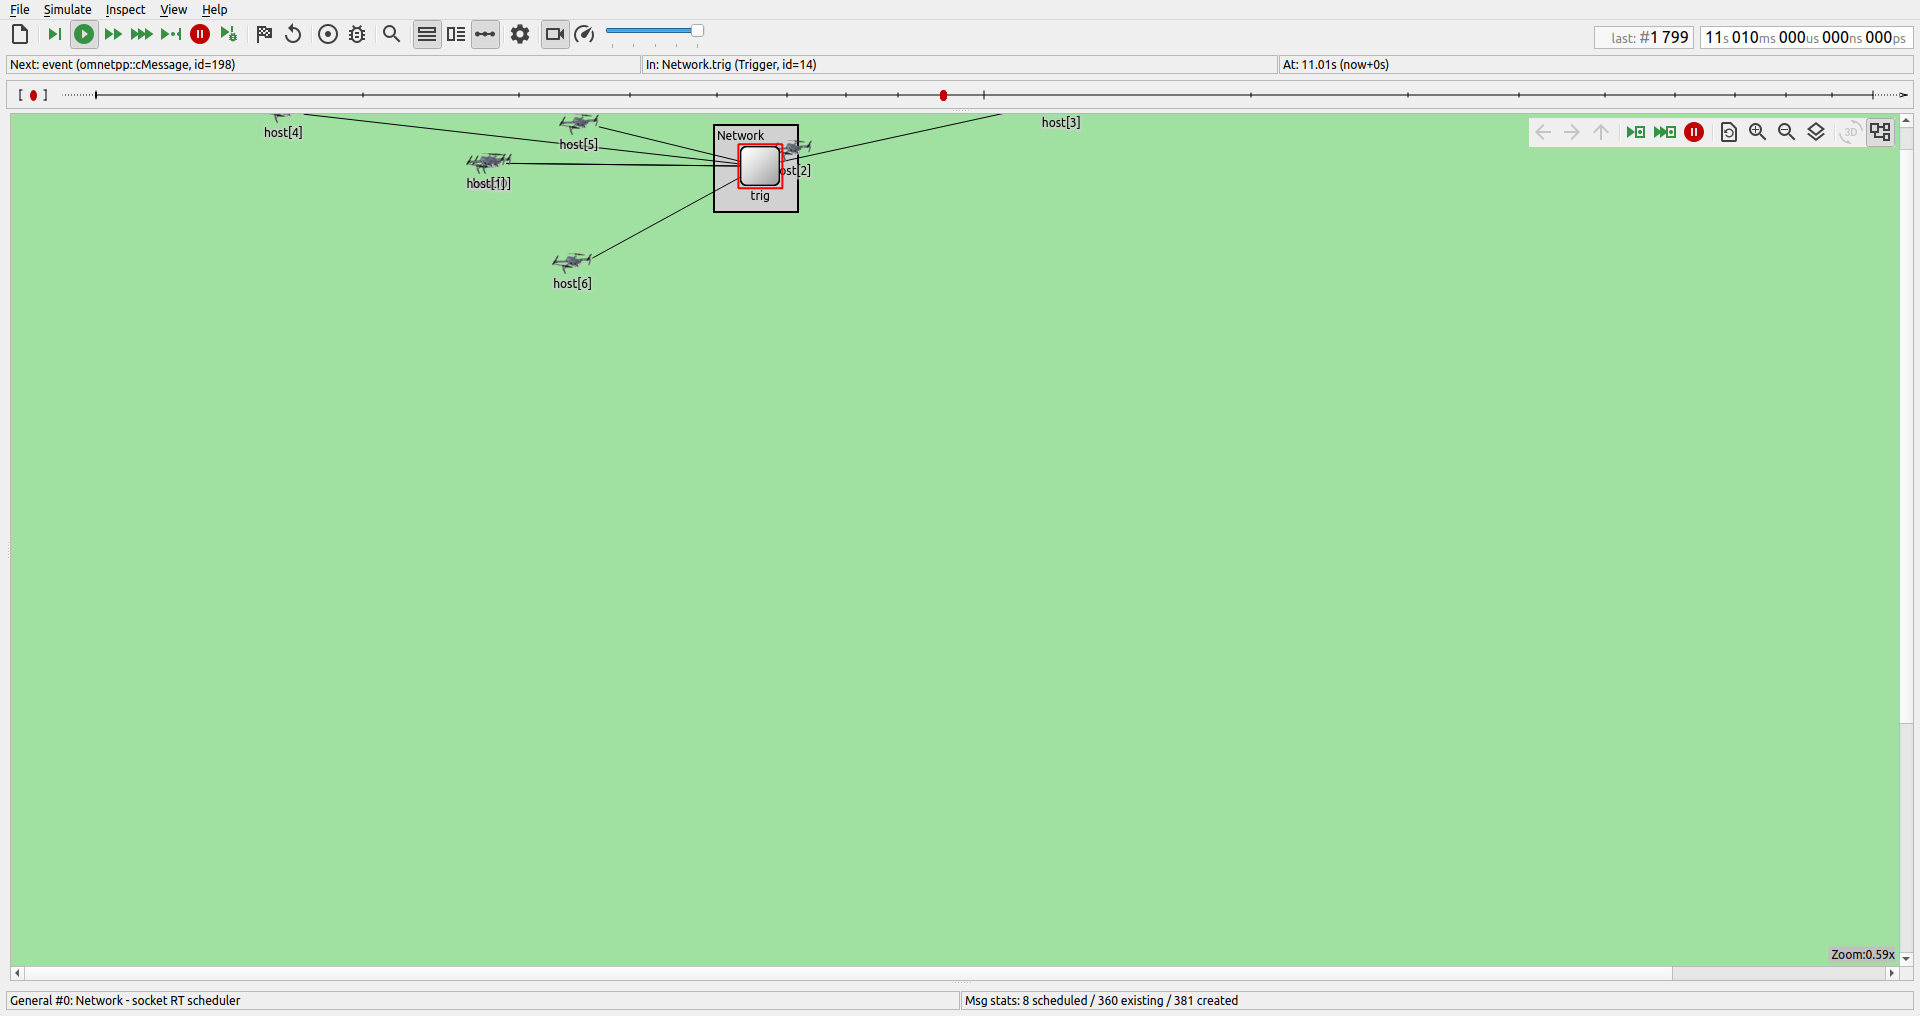 File Simulate Inspect View Help
last: #1 799
11s 010ms 000us 000ns 000ps
Next: event (omnetpp::cMessage, id=198)
In: Network.trig (Trigger, id=14)
At: 11.01s (now+0s)
[ ]
host[4]
host[5]
Network
host[3]
3D
ost[2]
trig
host[6]
Zoom:0.59x
General #0: Network - socket RT scheduler
Msg stats: 8 scheduled / 360 existing / 381 created